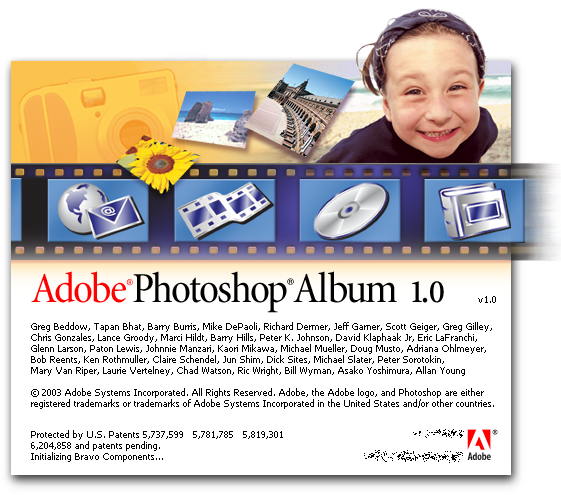 Adobe® Photoshop® Album 1.0
v1.0
Greg Beddow, Tapan Bhat, Barry Burris, Mike DePaoli, Richard Dermer, Jeff Garner, Scott Geiger, Greg Gilley,
Chris Gonzales, Lance Groody, Marci Hildt, Barry Hills, Peter K. Johnson, David Klaphaak Jr, Eric LaFranchi,
Glenn Larson, Paton Lewis, Johnnie Manzari, Kaori Mikawa, Michael Mueller, Doug Musto, Adriana Ohlmeyer,
Bob Reents, Ken Rothmuller, Claire Schendel, Jun Shim, Dick Sites, Michael Slater, Peter Sorotokin,
Mary Van Riper, Laurie Vertelney, Chad Watson, Ric Wright, Bill Wyman, Asako Yoshimura, Allan Young
© 2003 Adobe Systems Incorporated. All Rights Reserved. Adobe, the Adobe logo, and Photoshop are either
registered trademarks or trademarks of Adobe Systems Incorporated in the United States and/or other countries.
Protected by U.S. Patents 5,737,599 5,781,785 5,819,301
6,204,858 and patents pending.
Initializing Bravo Components...
@
Adobe
®